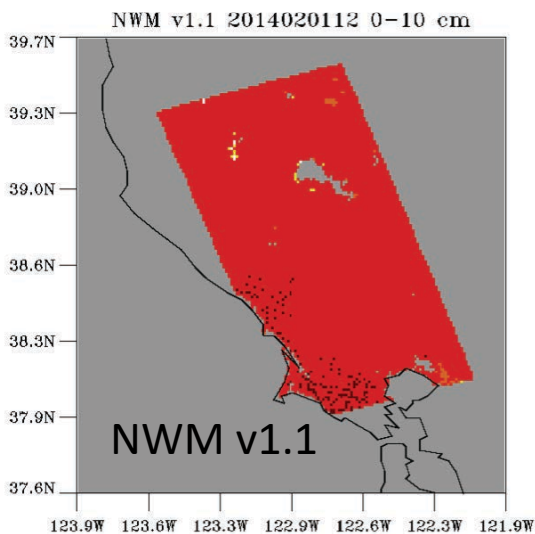 NWM v1.1 2014020112 0-10 cm
39.7N
39.3N
39.0N
38.6N
38.3N
37.9N
37.6N
NWM v1.1
123.9W 123.6W 123.3W 122.9W 122.6W 122.3W 121.9W